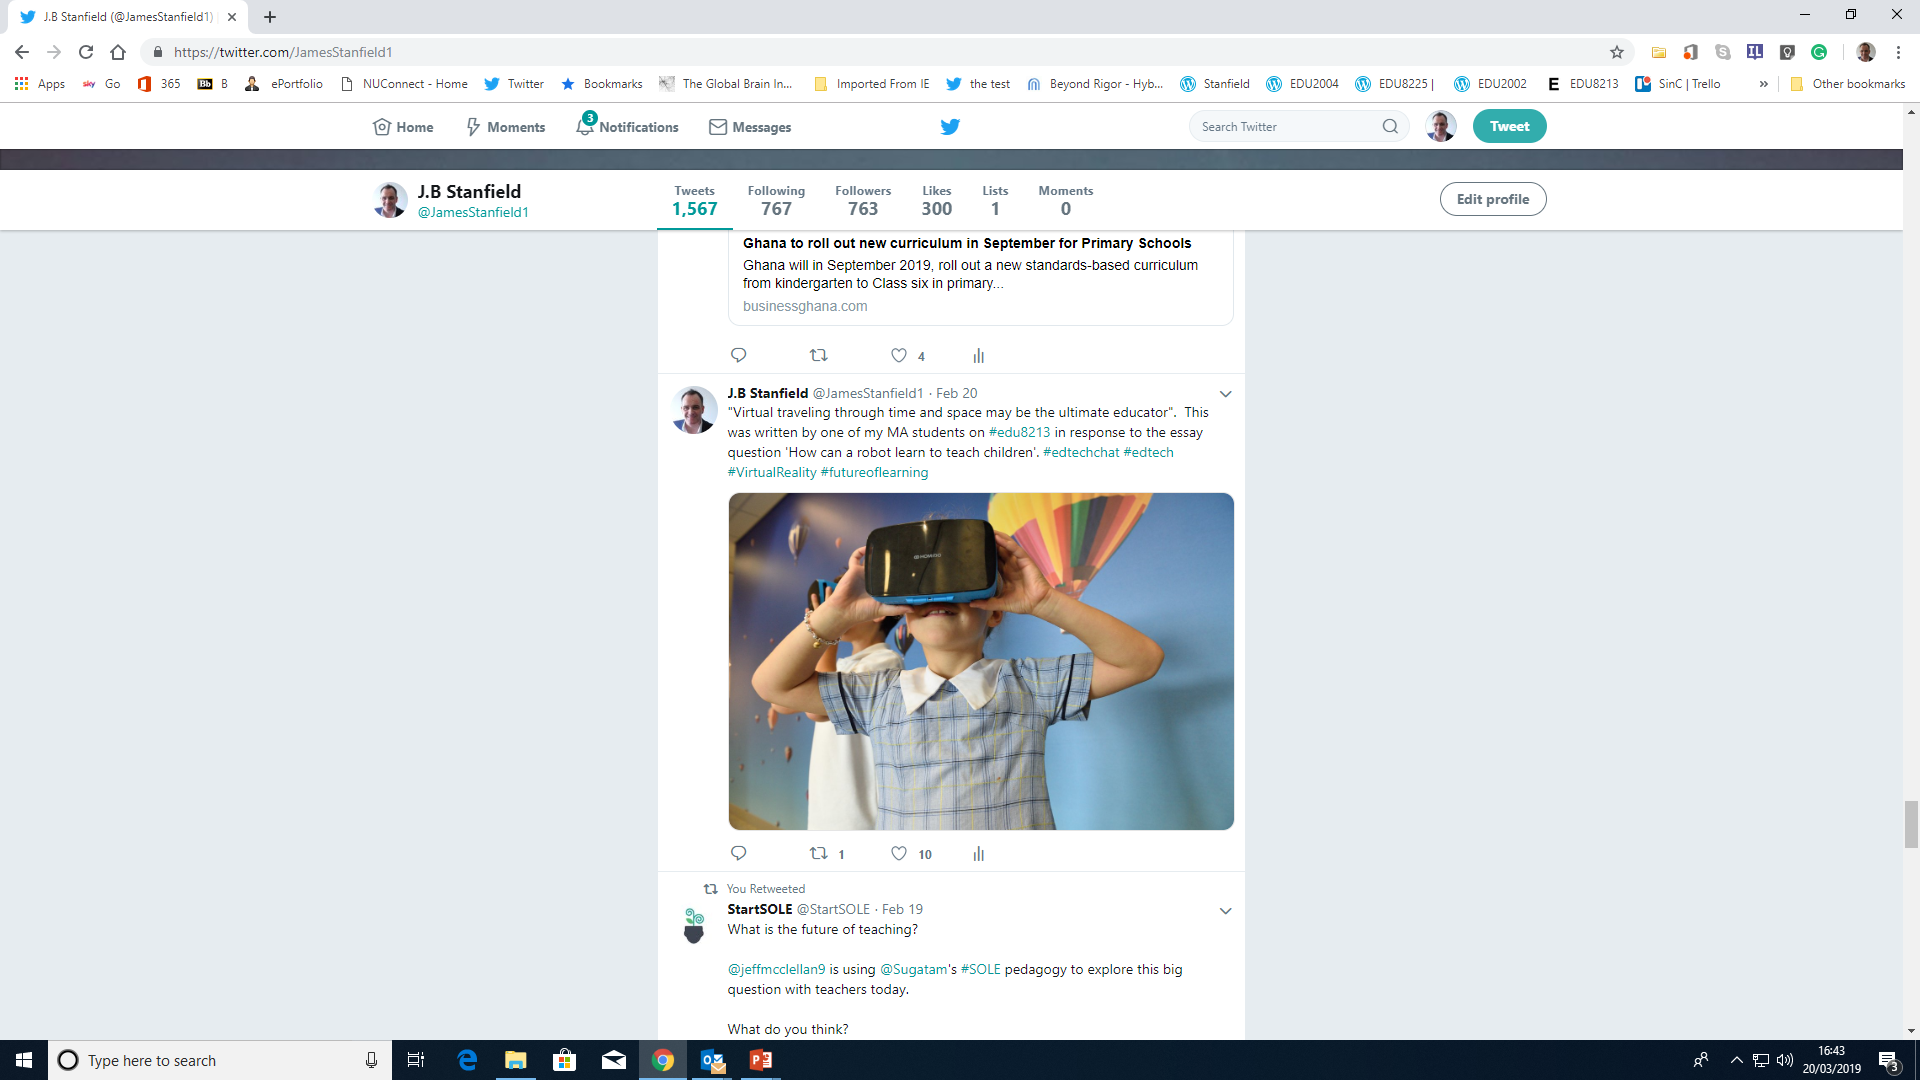 J.B Stanfield (@JamesStanfield1)
https://twitter.com/JamesStanfield1
Apps Go 365 B ePortfolio NUConnect - Home Twitter Bookmarks The Global Brain In... Imported From IE the test Beyond Rigor - Hyb... Stanfield EDU2004 EDU8225 | EDU2002 EDU8213 SinC | Trello » Other bookmarks
Home Moments 3 Notifications Messages Search Twitter Tweet
J.B Stanfield
@JamesStanfield1
Tweets Following Followers Likes Lists Moments
1,567 767 763 300 1 0
Edit profile
Ghana to roll out new curriculum in September for Primary Schools
Ghana will in September 2019, roll out a new standards-based curriculum
from kindergarten to Class six in primary...
businessghana.com
4
J.B Stanfield @JamesStanfield1 · Feb 20
"Virtual traveling through time and space may be the ultimate educator". This
was written by one of my MA students on #edu8213 in response to the essay
question 'How can a robot learn to teach children'. #edtechchat #edtech
#VirtualReality #futureoflearning
HOMIDO
1 10
You Retweeted
StartSOLE @StartSOLE · Feb 19
What is the future of teaching?
@jeffmcclellan9 is using @Sugatam's #SOLE pedagogy to explore this big
question with teachers today.
What do you think?
Type here to search
16:43
20/03/2019
3